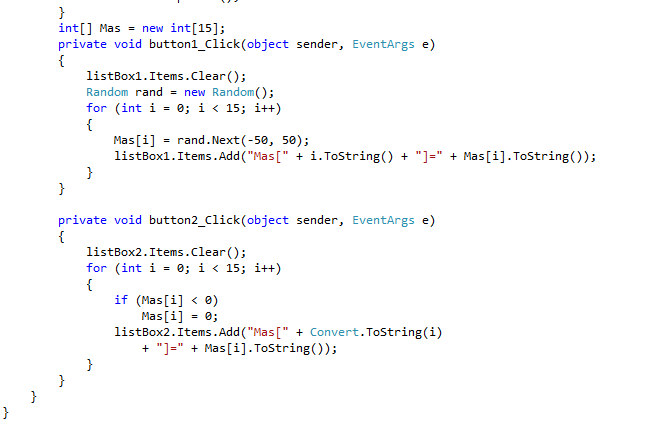 }
int[] Mas = new int[15];
private void button1_Click(object sender, EventArgs e)
{
listBox1.Items.Clear();
Random rand = new Random();
for (int i = 0; i < 15; i++)
{
Mas[i] = rand.Next(-50, 50);
listBox1.Items.Add("Mas[" + i.ToString() + "]=" + Mas[i].ToString());
}
}
private void button2_Click(object sender, EventArgs e)
{
listBox2.Items.Clear();
for (int i = 0; i < 15; i++)
{
if (Mas[i] < 0)
Mas[i] = 0;
listBox2.Items.Add("Mas[" + Convert.ToString(i)
+ "]=" + Mas[i].ToString());
}
}
}
}